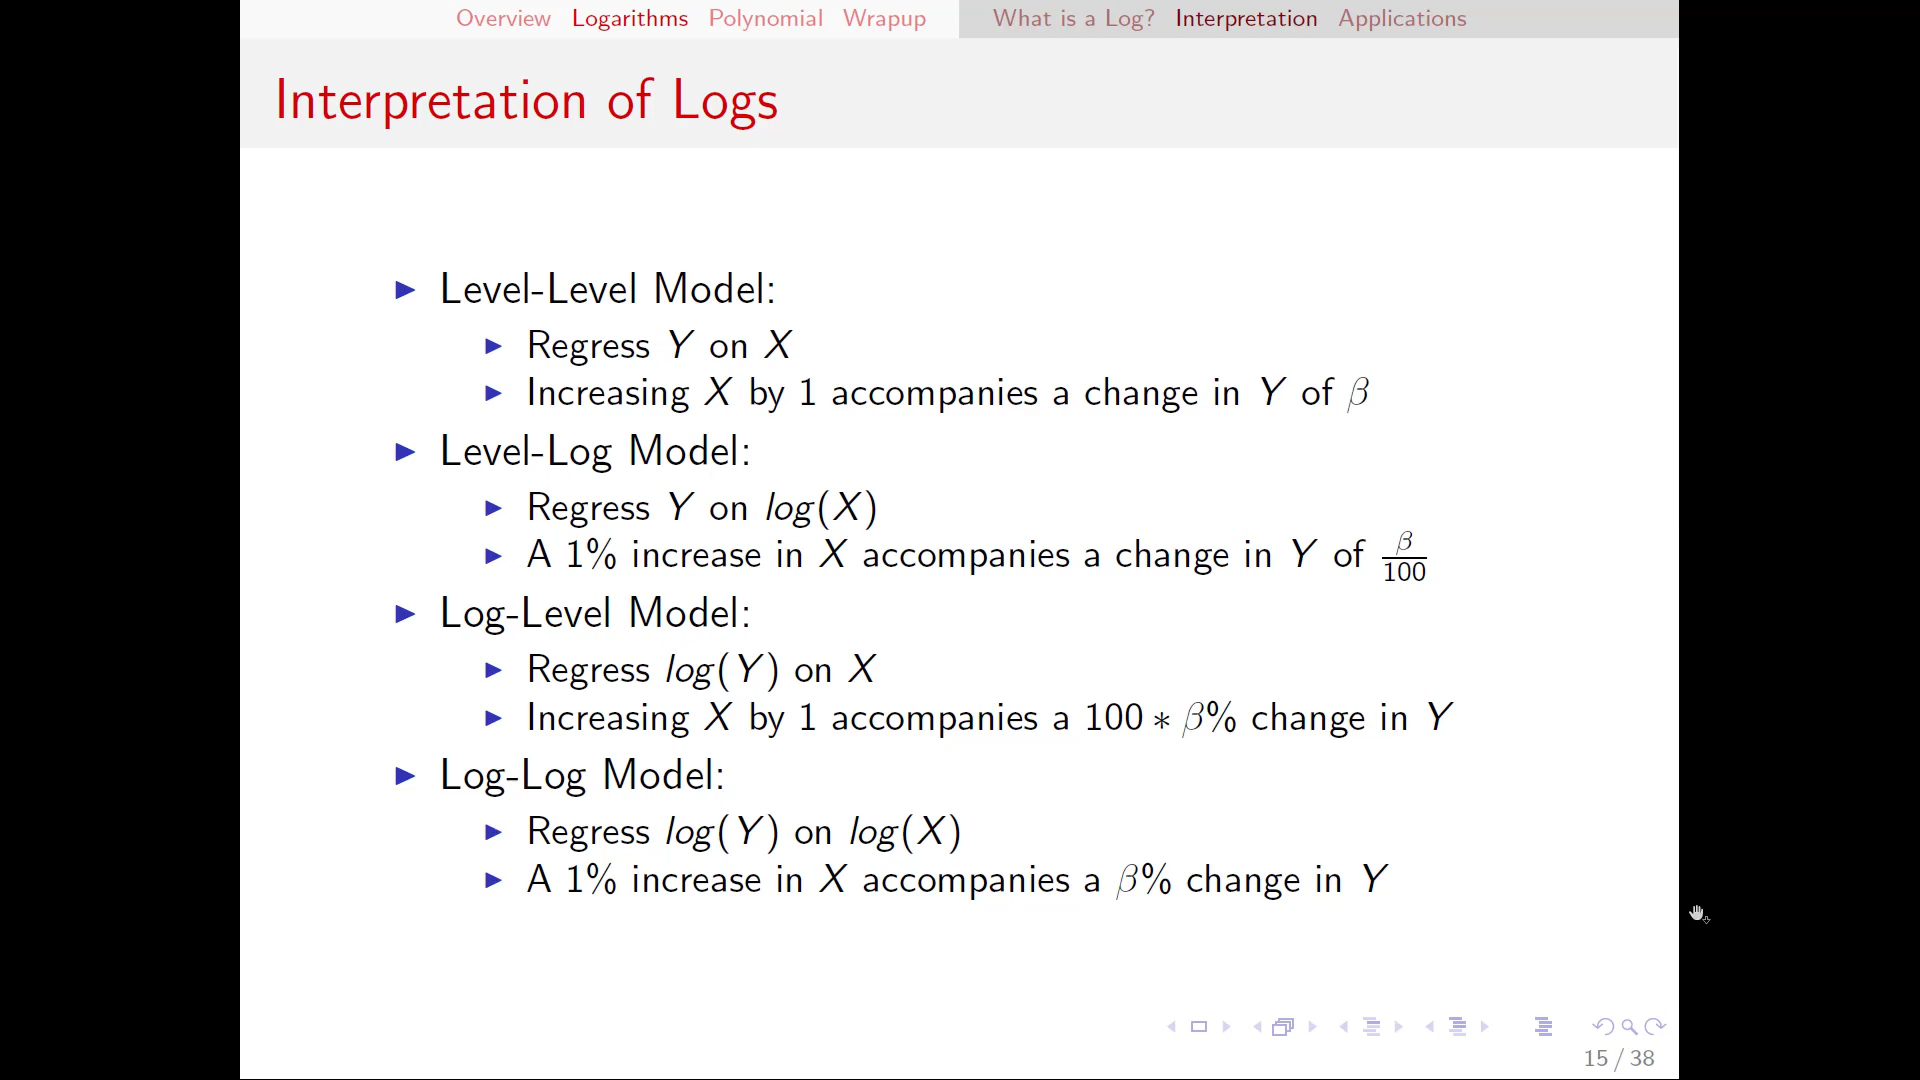 Overview Logarithms Polynomial Wrapup What is a Log? Interpretation Applications
Interpretation of Logs
Level-Level Model:
Regress Y on X
Increasing X by 1 accompanies a change in Y of β
Level-Log Model:
Regress Y on log(X)
A 1% increase in X accompanies a change in Y of β/100
Log-Level Model:
Regress log(Y) on X
Increasing X by 1 accompanies a 100 * β% change in Y
Log-Log Model:
Regress log(Y) on log(X)
A 1% increase in X accompanies a β% change in Y
15 / 38